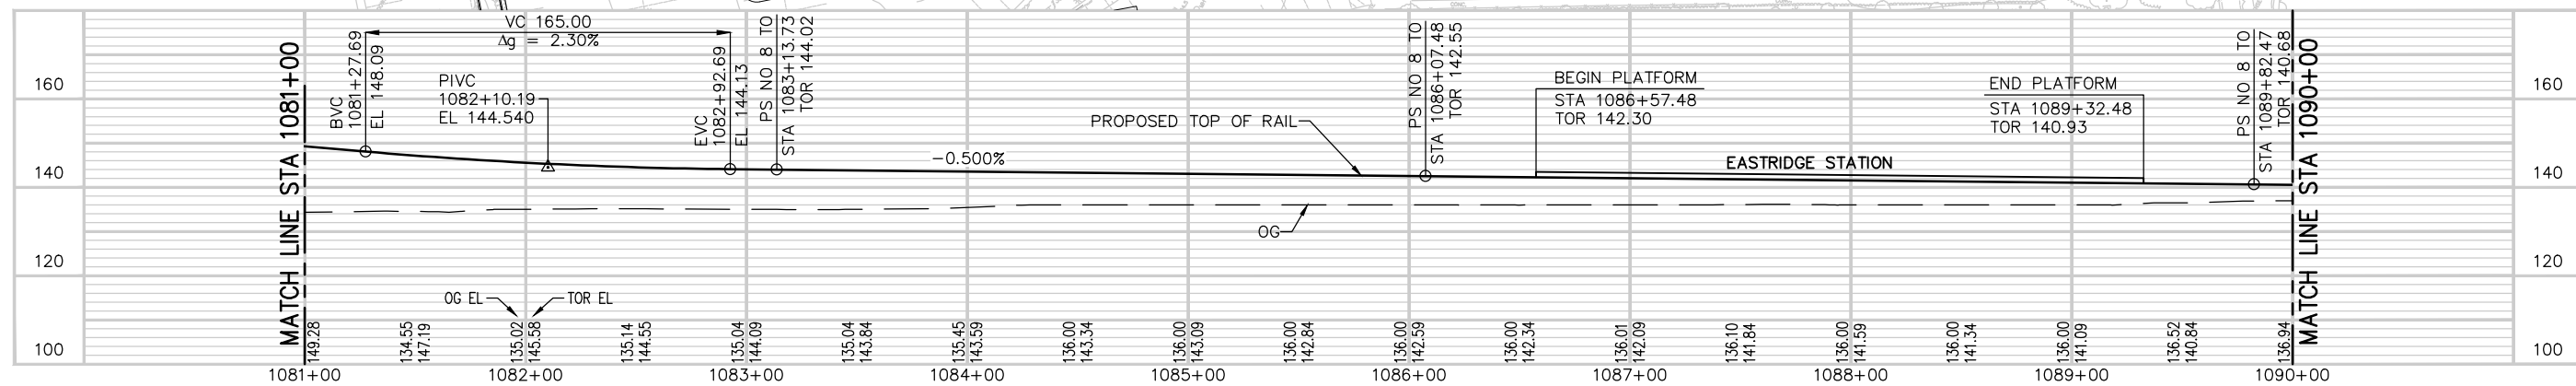 VC 165.00
Δg = 2.30%
BVC
1081+27.69
EL 148.09
PIVC
1082+10.19
EL 144.540
EVC
1082+92.69
EL 144.13
PS NO 8 TO
STA 1083+13.73
TOR 144.02
PROPOSED TOP OF RAIL
-0.500%
PS NO 8 TO
STA 1086+07.48
TOR 142.55
BEGIN PLATFORM
STA 1086+57.48
TOR 142.30
EASTRIDGE STATION
END PLATFORM
STA 1089+32.48
TOR 140.93
PS NO 8 TO
STA 1089+82.47
TOR 140.68
MATCH LINE STA 1081+00
MATCH LINE STA 1090+00
160
140
120
100
160
140
120
100
OG
OG EL
TOR EL
149.28
134.55
147.19
135.02
145.58
135.14
144.55
135.04
144.09
135.04
143.84
135.45
143.59
136.00
143.34
136.00
143.09
136.00
142.84
136.00
142.59
136.00
142.34
136.01
142.09
136.10
141.84
136.00
141.59
136.00
141.34
136.00
141.09
136.52
140.84
136.94
1081+00
1082+00
1083+00
1084+00
1085+00
1086+00
1087+00
1088+00
1089+00
1090+00